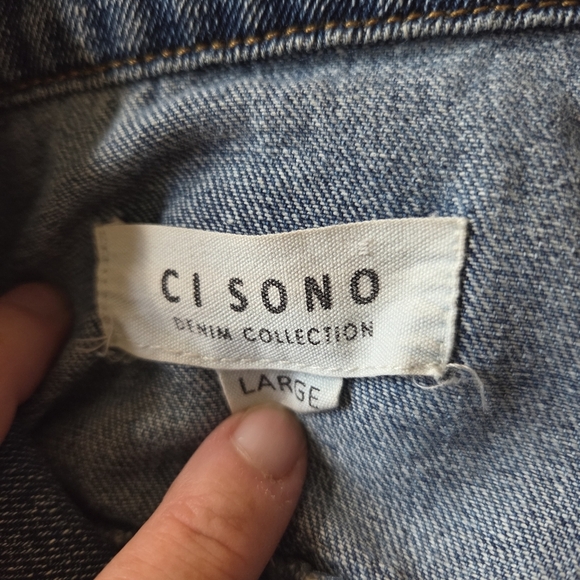 CI SONO
DENIM COLLECTION
LARGE